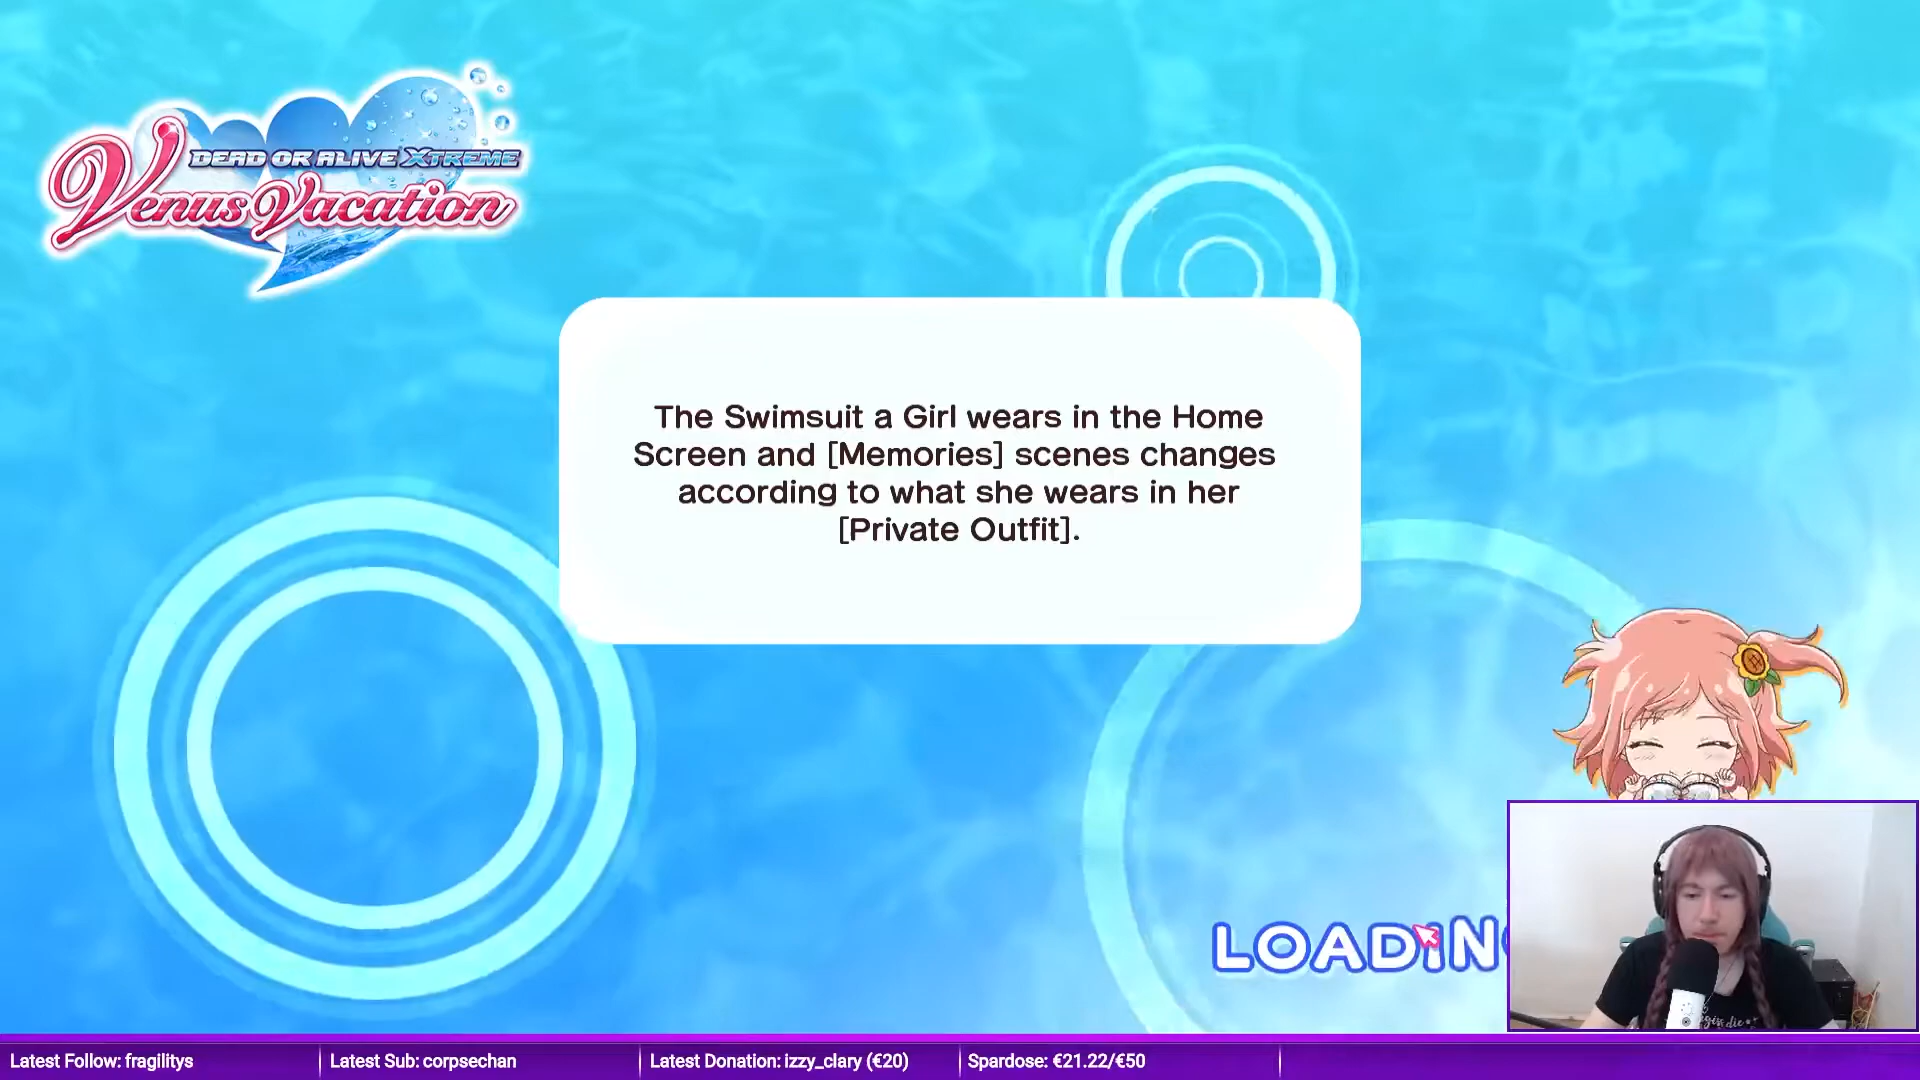 DEAD OR ALIVE XTREME
Venus Vacation
The Swimsuit a Girl wears in the Home
Screen and [Memories] scenes changes
according to what she wears in her
[Private Outfit].
LOADIN
Latest Follow: fragilitys
Latest Sub: corpsechan
Latest Donation: izzy_clary (€20)
Spardose: €21.22/€50